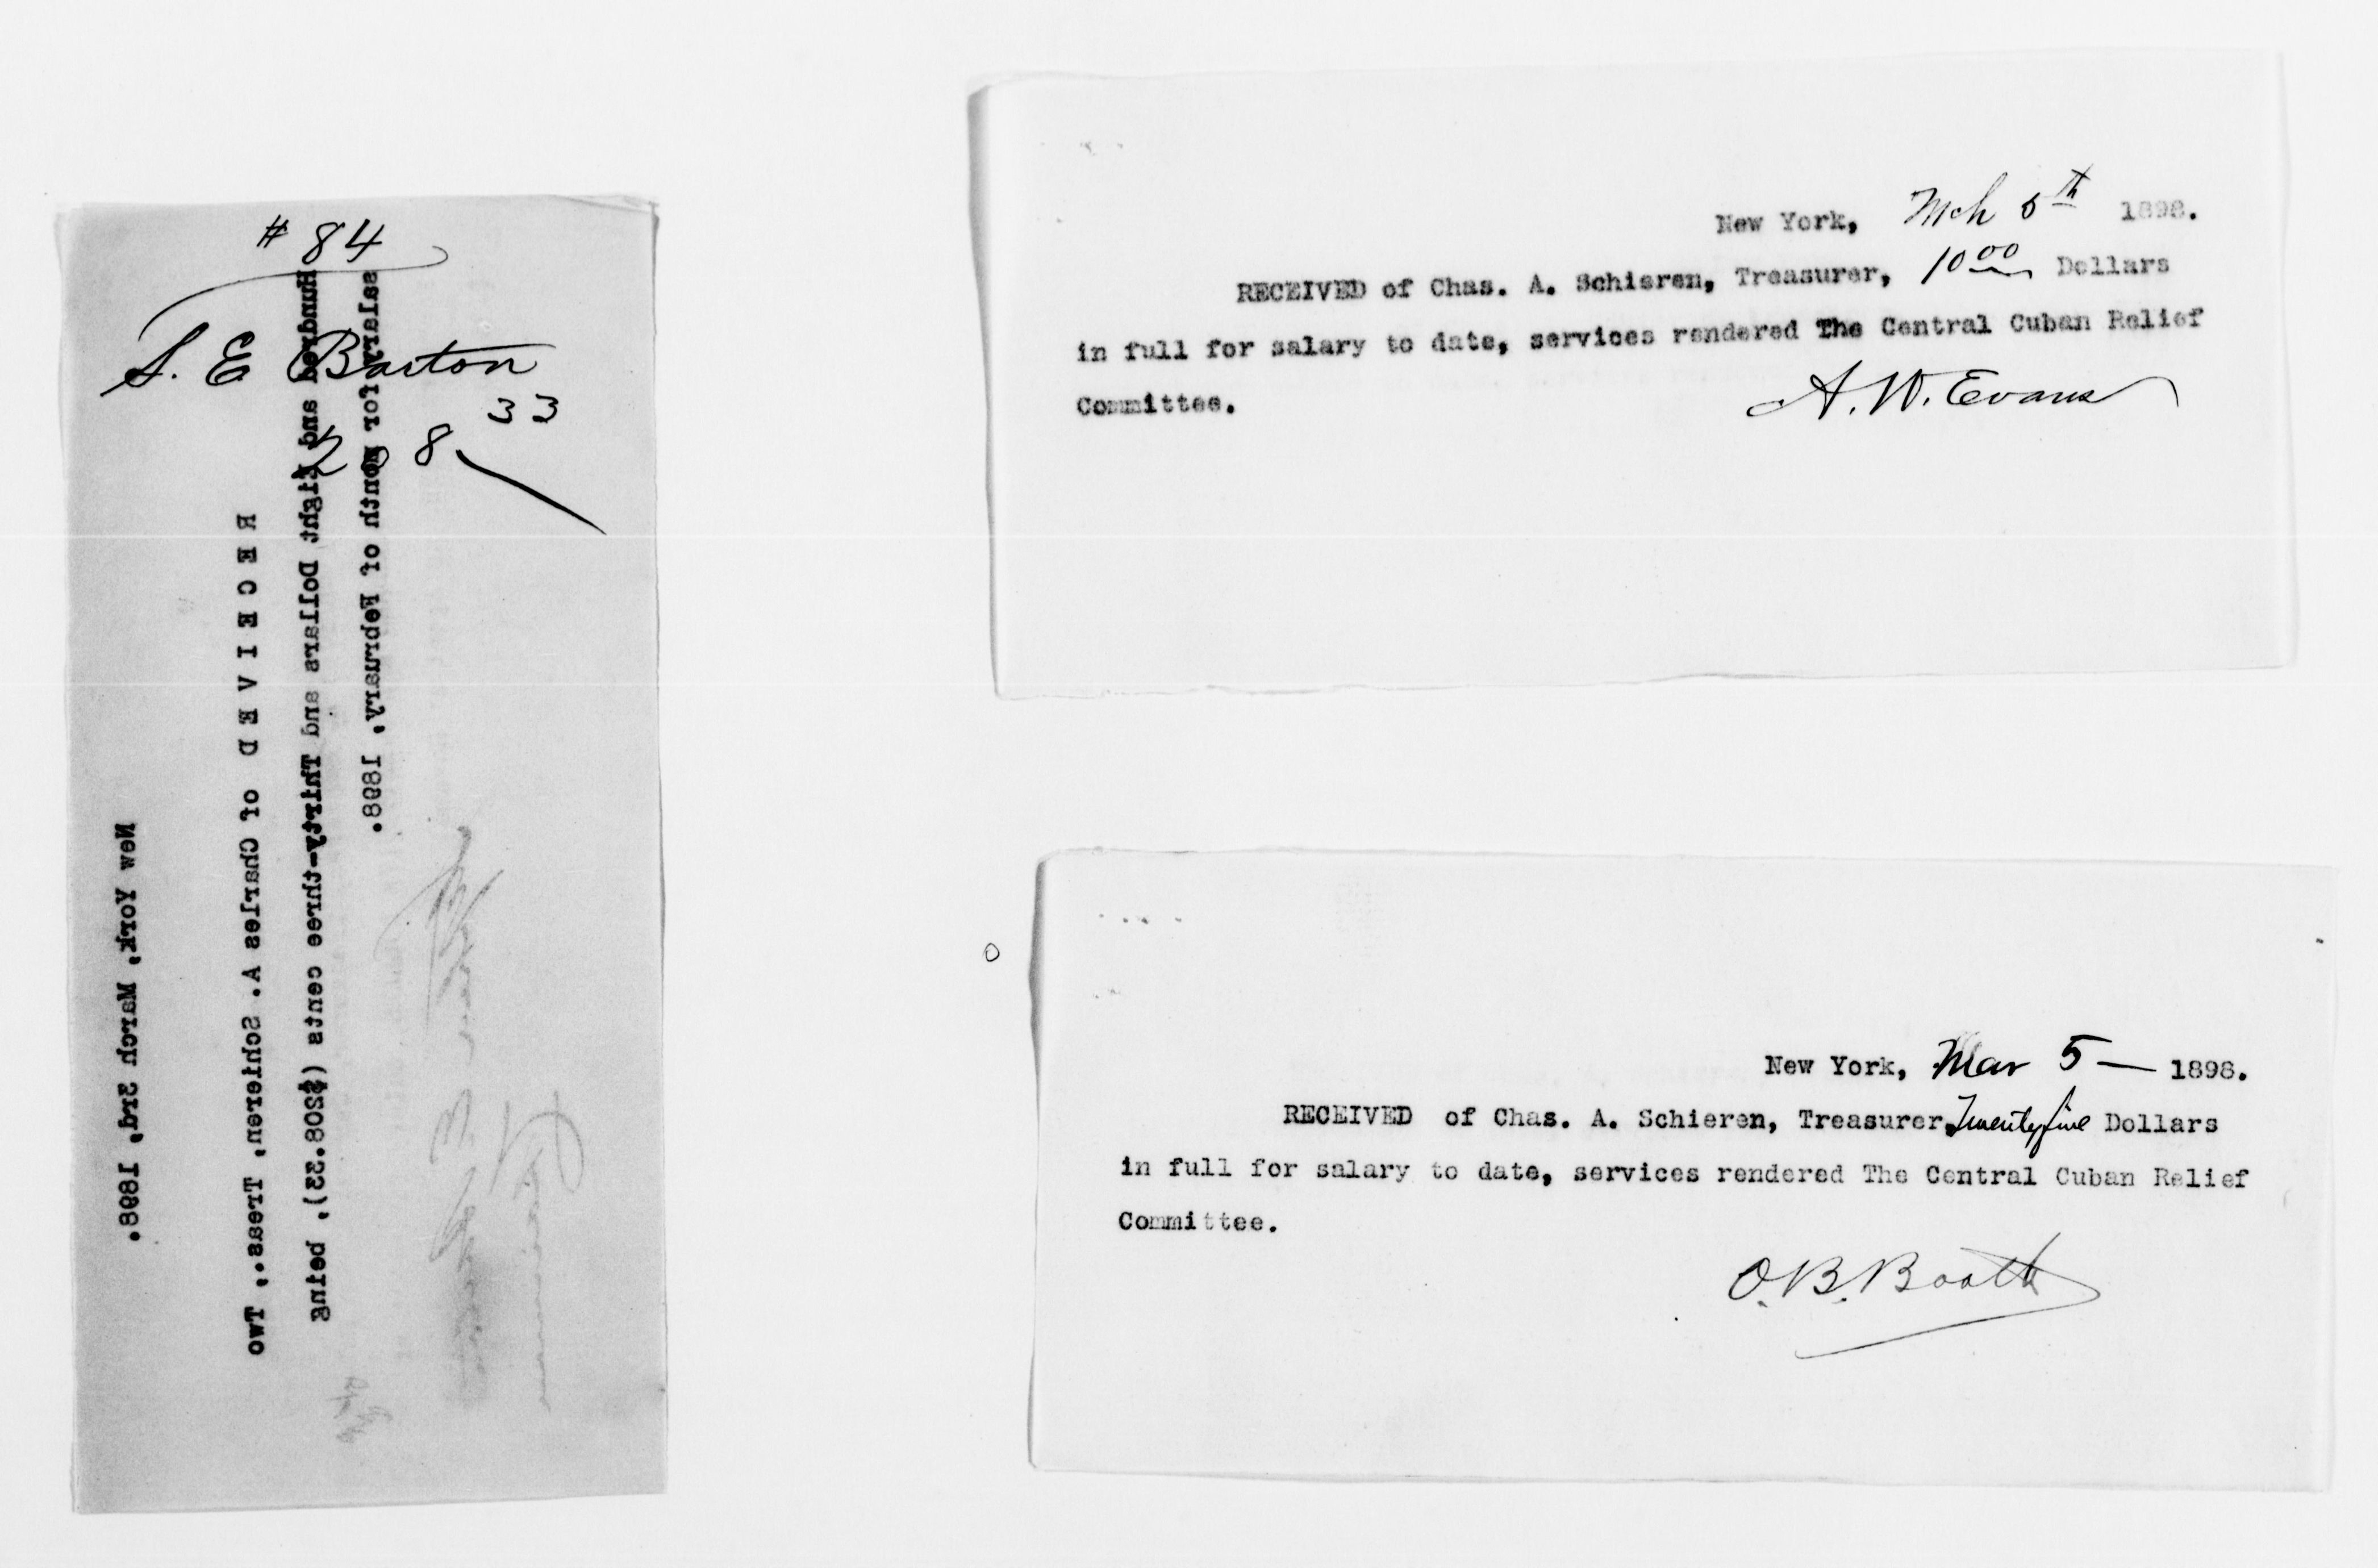 # 84
S. E. Barton
33
208
New York, March 3rd, 1898.
R E C E I V E D of Charles A. Schieren, Treas., Two
Hundred and Eight Dollars and Thirty-three cents ($208.33), being
salary for month of February, 1898.
New York, Mch 5th 1898.
RECEIVED of Chas. A. Schieren, Treasurer, 10 00 Dollars
in full for salary to date, services rendered The Central Cuban Relief
Committee.
A. W. Evans
New York, Mar 5 — 1898.
RECEIVED of Chas. A. Schieren, Treasurer, Twentyfive Dollars
in full for salary to date, services rendered The Central Cuban Relief
Committee.
O. B. Booth